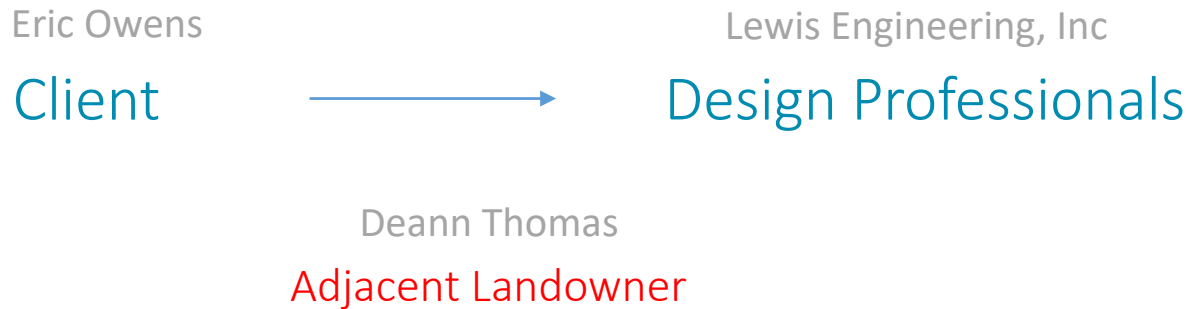 Eric Owens
Lewis Engineering, Inc
Client
Design Professionals
Deann Thomas
Adjacent Landowner